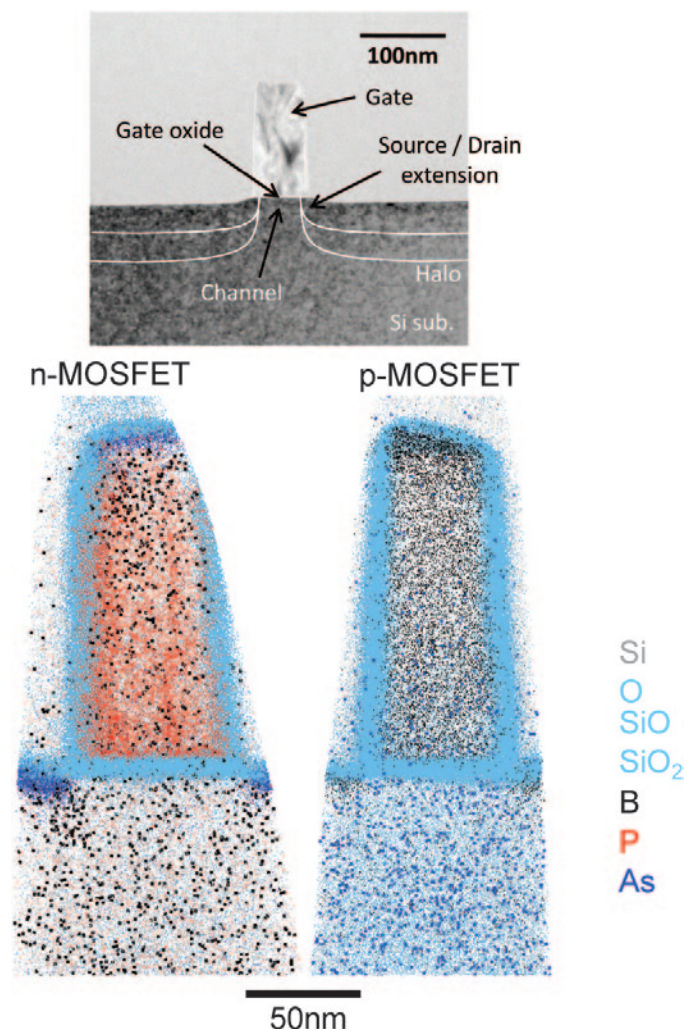 100nm
Gate
Gate oxide
Source / Drain
extension
Channel
Halo
Si sub.
n-MOSFET
p-MOSFET
Si
O
SiO
SiO₂
B
P
As
50nm